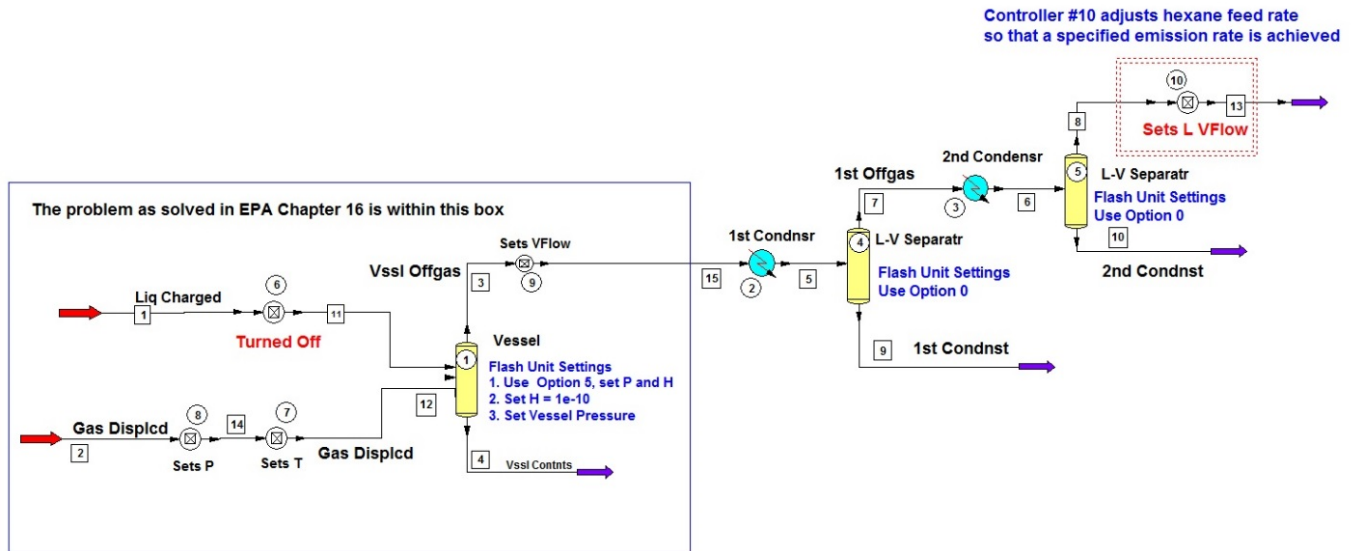 Controller #10 adjusts hexane feed rate
so that a specified emission rate is achieved
10
13
8
Sets L VFlow
2nd Condensr
5
L-V Separatr
Flash Unit Settings
Use Option 0
3
6
10
2nd Condnst
1st Offgas
7
1st Condnsr
4
L-V Separatr
15
2
5
Flash Unit Settings
Use Option 0
9
1st Condnst
The problem as solved in EPA Chapter 16 is within this box
Sets VFlow
Vssl Offgas
3
9
6
Liq Charged
1
11
Turned Off
Vessel
1
Flash Unit Settings
1. Use Option 5, set P and H
2. Set H = 1e-10
3. Set Vessel Pressure
12
8
7
Gas Displcd
14
2
Gas Displcd
Sets P
Sets T
4
Vssl Contnts